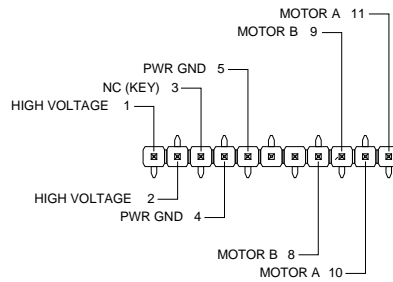 MOTOR A 11
MOTOR B 9
PWR GND 5
NC (KEY) 3
HIGH VOLTAGE 1
HIGH VOLTAGE 2
PWR GND 4
MOTOR B 8
MOTOR A 10